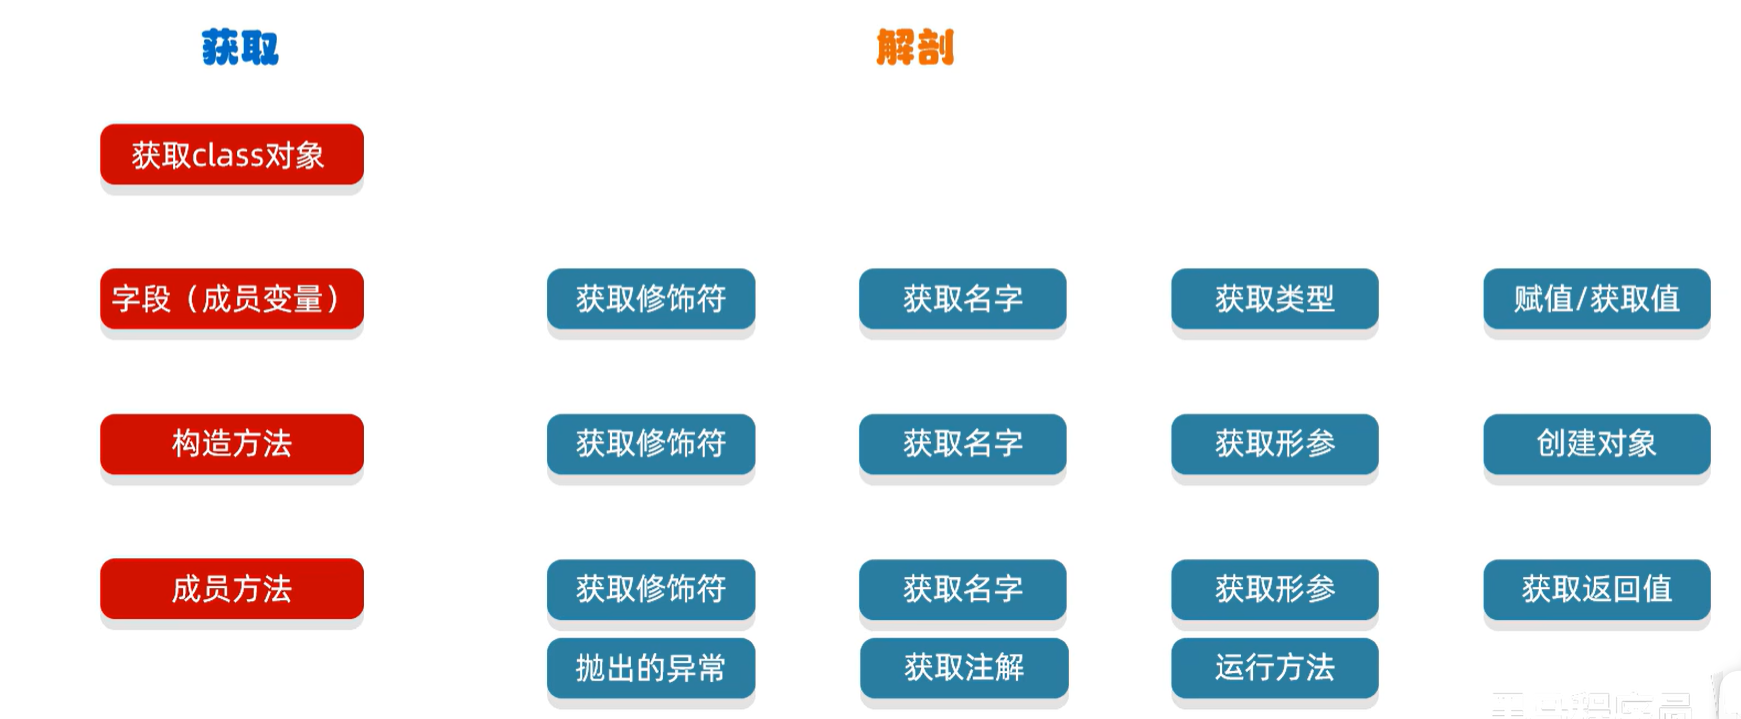 获取 解剖
获取class对象
字段（成员变量） 获取修饰符 获取名字 获取类型 赋值/获取值
构造方法 获取修饰符 获取名字 获取形参 创建对象
成员方法 获取修饰符 获取名字 获取形参 获取返回值
抛出的异常 获取注解 运行方法